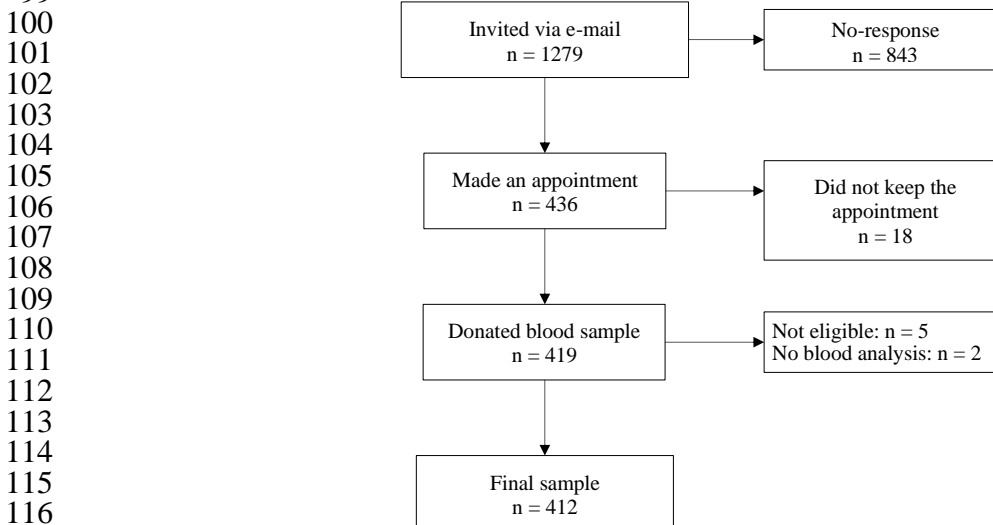 99
100
101
102
103
104
105
106
107
108
109
110
111
112
113
114
115
116
Invited via e-mail
n = 1279
No-response
n = 843
Made an appointment
n = 436
Did not keep the
appointment
n = 18
Donated blood sample
n = 419
Not eligible: n = 5
No blood analysis: n = 2
Final sample
n = 412